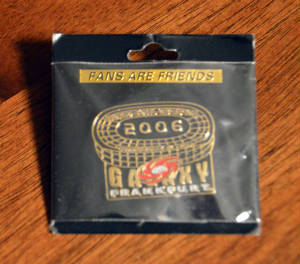 FANS ARE FRIENDS
2006
GALAXY
FRANKFURT